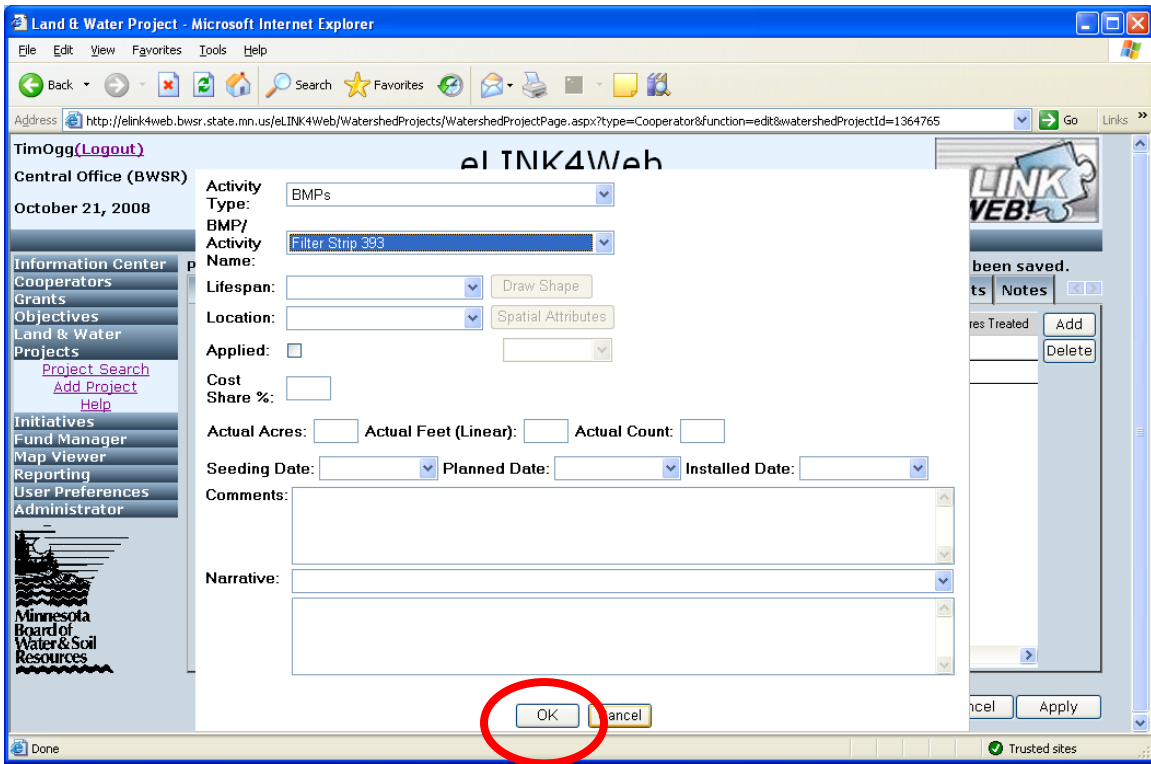 Land & Water Project - Microsoft Internet Explorer
File Edit View Favorites Tools Help
Back Search Favorites
Address http://elink4web.bwsr.state.mn.us/eLINK4Web/WatershedProjects/WatershedProjectPage.aspx?type=Cooperator&function=edit&watershedProjectId=1364765 Go Links »
TimOgg(Logout)
Central Office (BWSR)
October 21, 2008
eLINK4Web
LINK
WEB!
Information Center
Cooperators
Grants
Objectives
Land & Water
Projects
Project Search
Add Project
Help
Initiatives
Fund Manager
Map Viewer
Reporting
User Preferences
Administrator
Minnesota
Board of
Water & Soil
Resources
Activity
Type: BMPs
BMP/
Activity
Name: Filter Strip 393
Lifespan: Draw Shape
Location: Spatial Attributes
Applied:
Cost
Share %:
Actual Acres: Actual Feet (Linear): Actual Count:
Seeding Date: Planned Date: Installed Date:
Comments:
Narrative:
OK Cancel
been saved.
Notes
Treated Add
Delete
Apply
Done Trusted sites